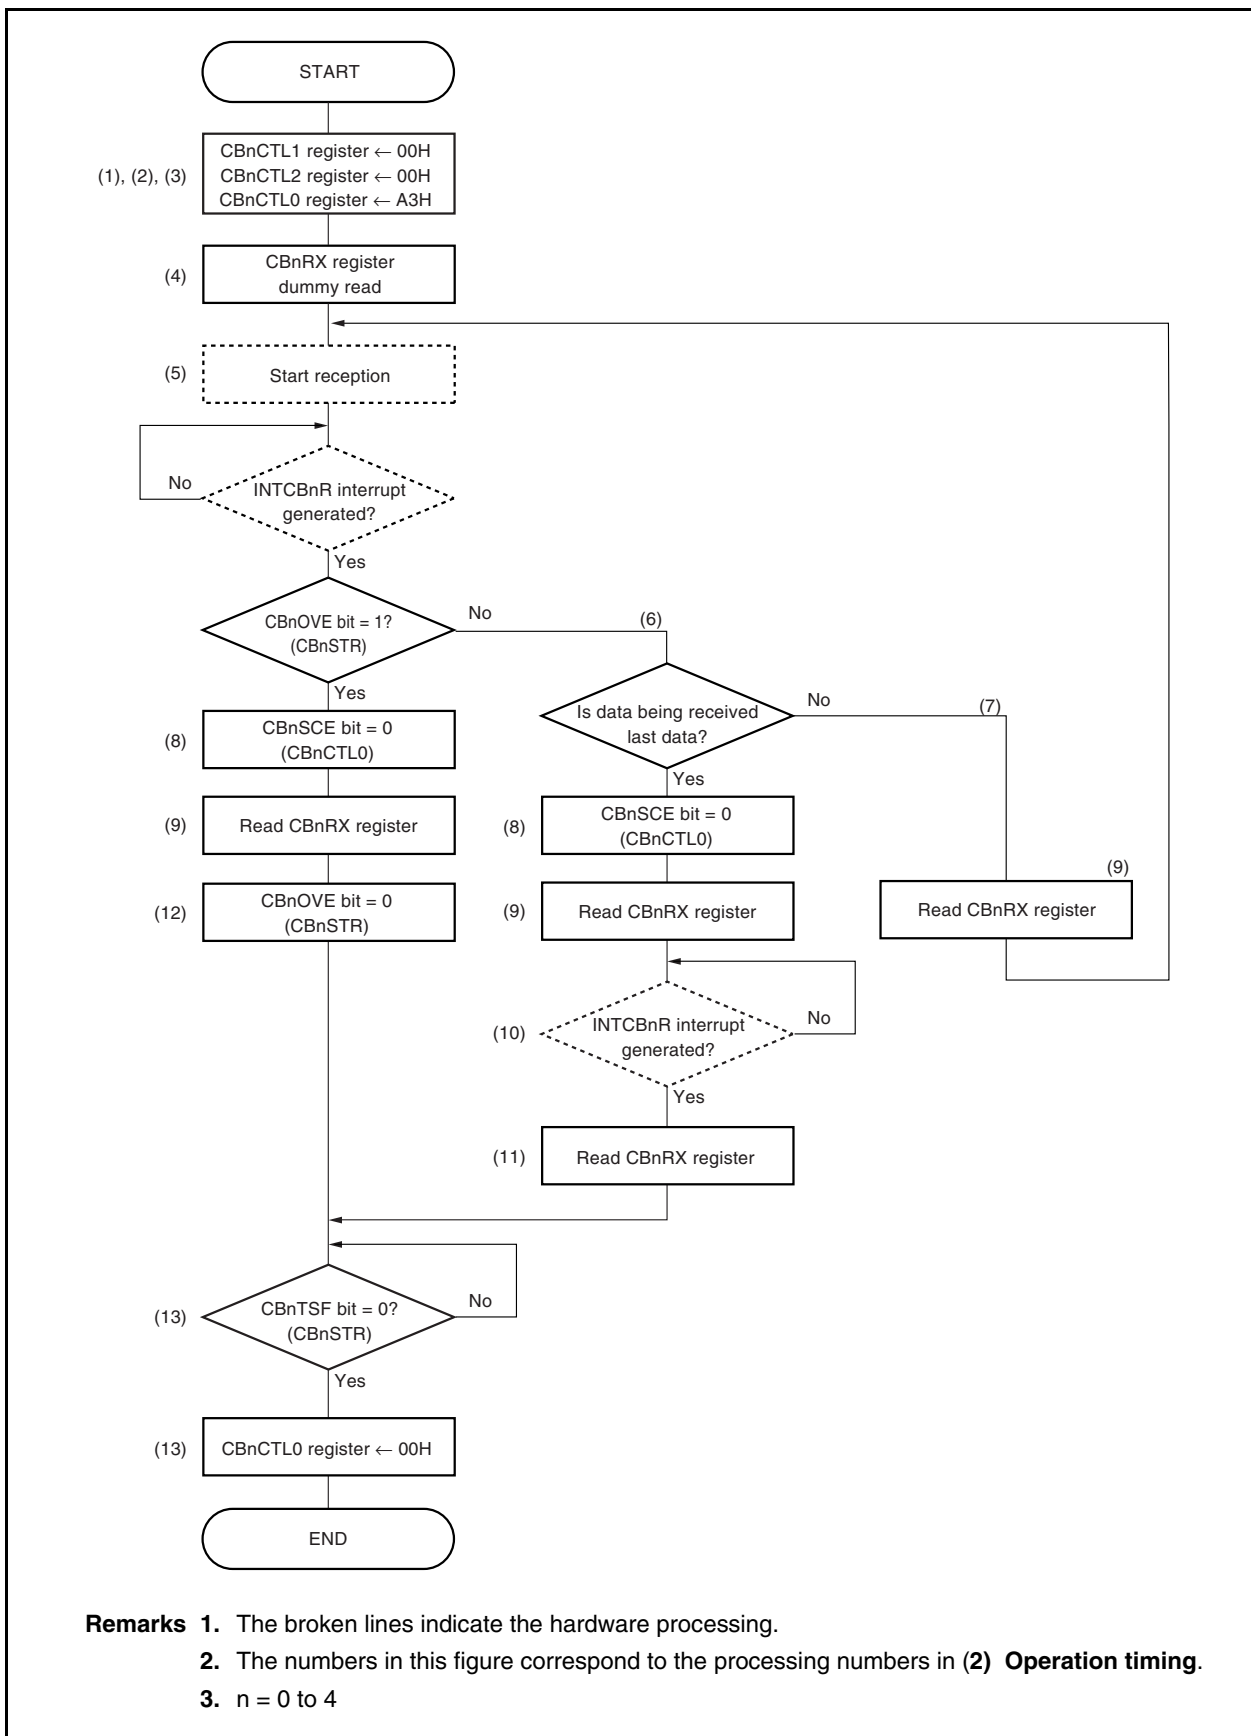 START
(1), (2), (3)
CBnCTL1 register ← 00H
CBnCTL2 register ← 00H
CBnCTL0 register ← A3H
(4)
CBnRX register
dummy read
(5)
Start reception
No
INTCBnR interrupt
generated?
Yes
CBnOVE bit = 1?
(CBnSTR)
No
(6)
Yes
Is data being received
last data?
No
(7)
Yes
(8)
CBnSCE bit = 0
(CBnCTL0)
(9)
Read CBnRX register
(12)
CBnOVE bit = 0
(CBnSTR)
(8)
CBnSCE bit = 0
(CBnCTL0)
(9)
Read CBnRX register
(9)
Read CBnRX register
(10)
INTCBnR interrupt
generated?
No
Yes
(11)
Read CBnRX register
(13)
CBnTSF bit = 0?
(CBnSTR)
No
Yes
(13)
CBnCTL0 register ← 00H
END
Remarks 1. The broken lines indicate the hardware processing.
2. The numbers in this figure correspond to the processing numbers in (2) Operation timing.
3. n = 0 to 4